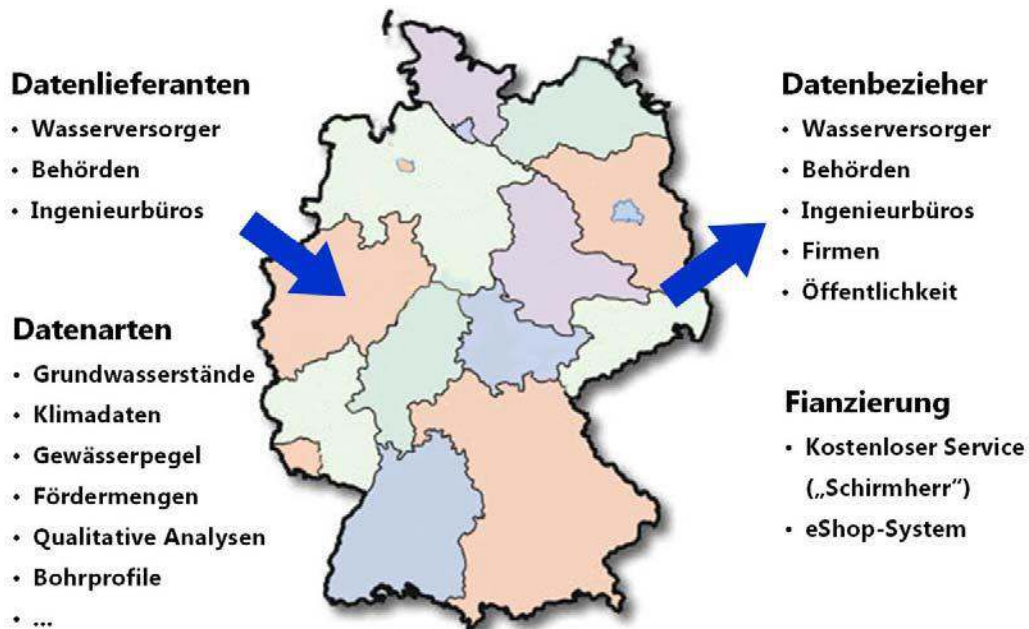 Datenlieferanten
• Wasserversorger
• Behörden
• Ingenieurbüros
Datenarten
• Grundwasserstände
• Klimadaten
• Gewässerpegel
• Fördermengen
• Qualitative Analysen
• Bohrprofile
• ...
Datenbezieher
• Wasserversorger
• Behörden
• Ingenieurbüros
• Firmen
• Öffentlichkeit
Fianzierung
• Kostenloser Service
(„Schirmherr“)
• eShop-System